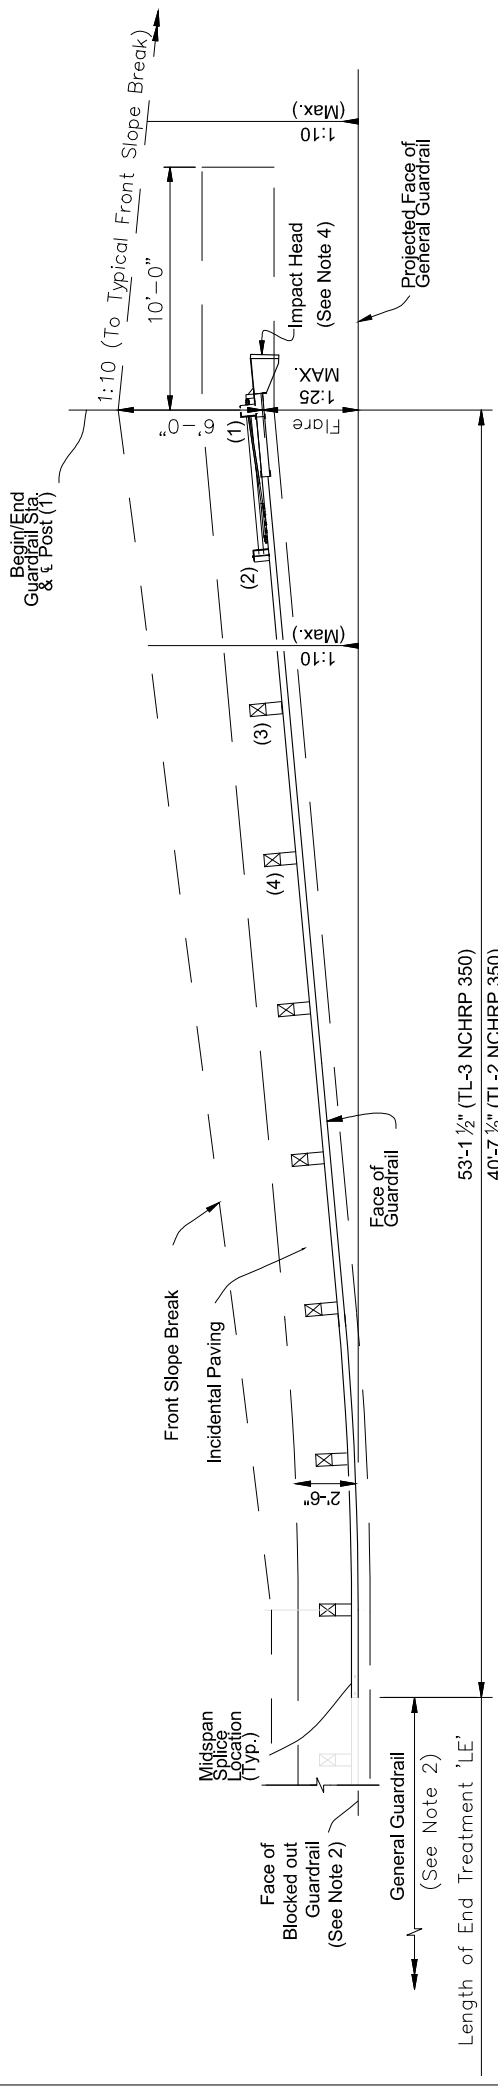 Begin/End
Guardrail Sta.
& ℄ Post (1)
1:10 (To Typical Front Slope Break)
10'-0"
1:10
(Max.)
Projected Face of
General Guardrail
Impact Head
(See Note 4)
1:25
MAX.
Flare
6'-0"
(1)
(2)
1:10
(Max.)
(3)
(4)
Front Slope Break
Incidental Paving
Face of
Guardrail
2'-6"
53'-1 ½" (TL-3 NCHRP 350)
40'-7 ½" (TL-2 NCHRP 350)
Midspan
Splice
Location
(Typ.)
Face of
Blocked out
Guardrail
(See Note 2)
General Guardrail
(See Note 2)
Length of End Treatment 'LE'